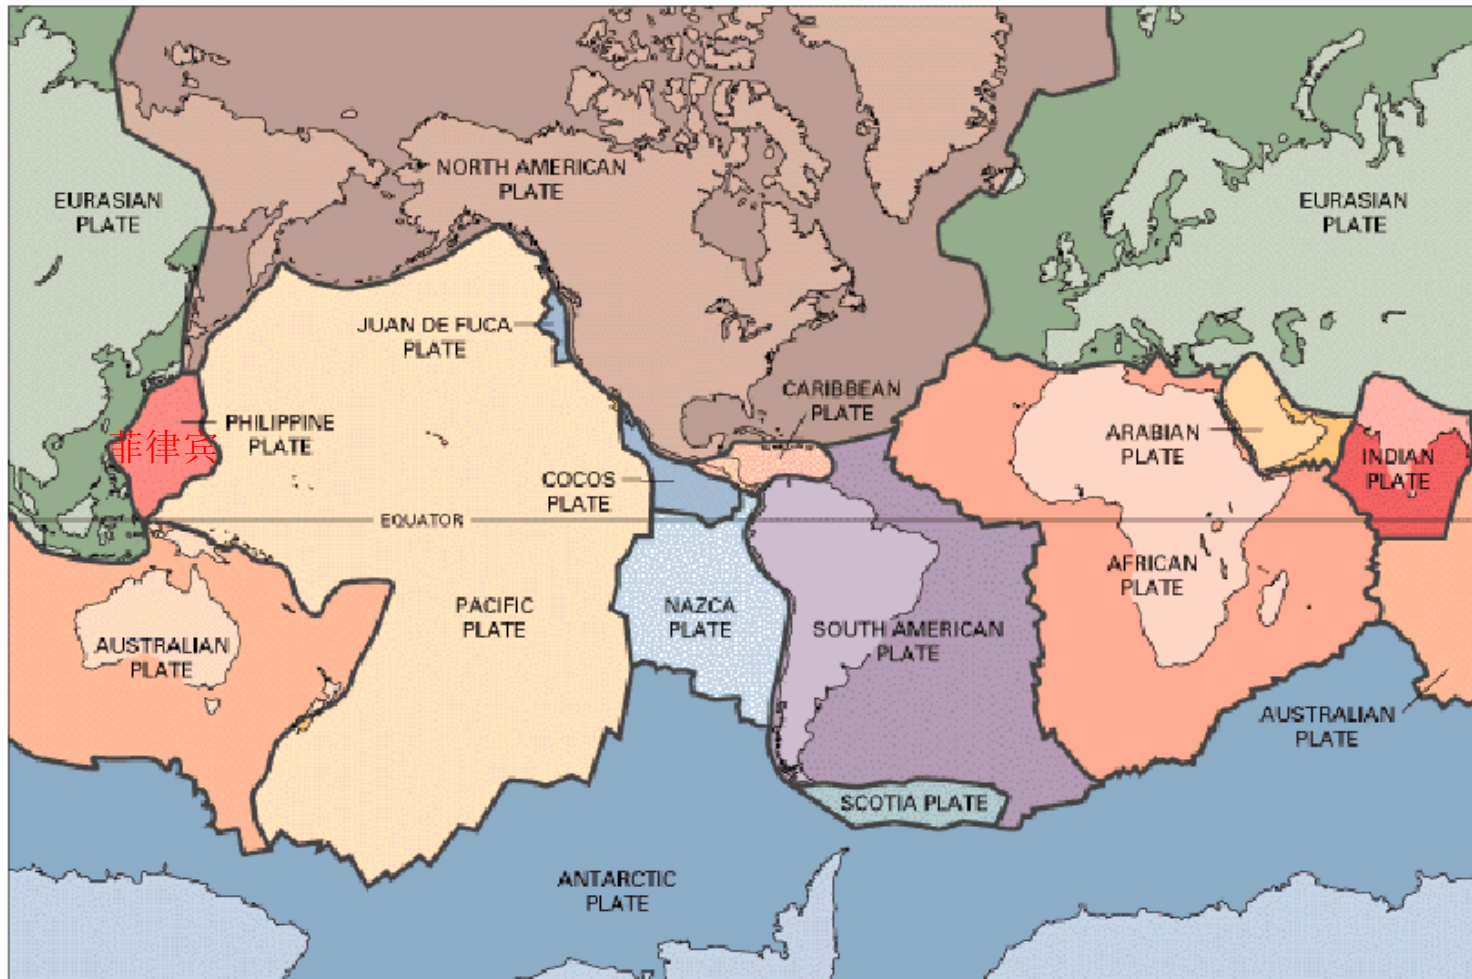 NORTH AMERICAN
PLATE
EURASIAN
PLATE
EURASIAN
PLATE
JUAN DE FUCA
PLATE
CARIBBEAN
PLATE
PHILIPPINE
PLATE
菲律宾
ARABIAN
PLATE
INDIAN
PLATE
COCOS
PLATE
EQUATOR
AFRICAN
PLATE
PACIFIC
PLATE
NAZCA
PLATE
SOUTH AMERICAN
PLATE
AUSTRALIAN
PLATE
AUSTRALIAN
PLATE
SCOTIA PLATE
ANTARCTIC
PLATE